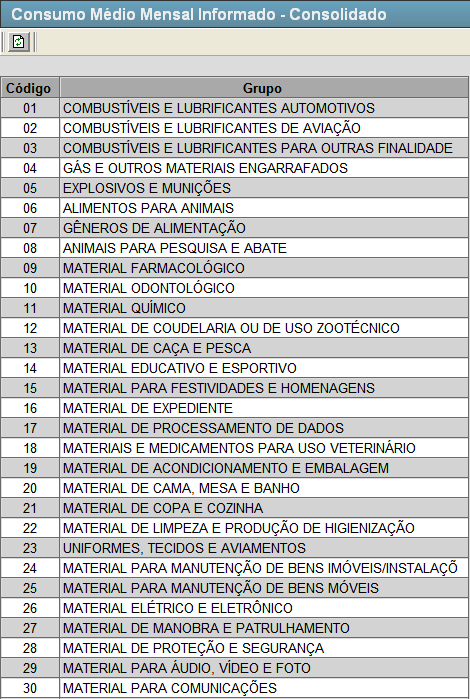 Consumo Médio Mensal Informado - Consolidado
Código Grupo
01 COMBUSTÍVEIS E LUBRIFICANTES AUTOMOTIVOS
02 COMBUSTÍVEIS E LUBRIFICANTES DE AVIAÇÃO
03 COMBUSTÍVEIS E LUBRIFICANTES PARA OUTRAS FINALIDADE
04 GÁS E OUTROS MATERIAIS ENGARRAFADOS
05 EXPLOSIVOS E MUNIÇÕES
06 ALIMENTOS PARA ANIMAIS
07 GÊNEROS DE ALIMENTAÇÃO
08 ANIMAIS PARA PESQUISA E ABATE
09 MATERIAL FARMACOLÓGICO
10 MATERIAL ODONTOLÓGICO
11 MATERIAL QUÍMICO
12 MATERIAL DE COUDELARIA OU DE USO ZOOTÉCNICO
13 MATERIAL DE CAÇA E PESCA
14 MATERIAL EDUCATIVO E ESPORTIVO
15 MATERIAL PARA FESTIVIDADES E HOMENAGENS
16 MATERIAL DE EXPEDIENTE
17 MATERIAL DE PROCESSAMENTO DE DADOS
18 MATERIAIS E MEDICAMENTOS PARA USO VETERINÁRIO
19 MATERIAL DE ACONDICIONAMENTO E EMBALAGEM
20 MATERIAL DE CAMA, MESA E BANHO
21 MATERIAL DE COPA E COZINHA
22 MATERIAL DE LIMPEZA E PRODUÇÃO DE HIGIENIZAÇÃO
23 UNIFORMES, TECIDOS E AVIAMENTOS
24 MATERIAL PARA MANUTENÇÃO DE BENS IMÓVEIS/INSTALAÇÕ
25 MATERIAL PARA MANUTENÇÃO DE BENS MÓVEIS
26 MATERIAL ELÉTRICO E ELETRÔNICO
27 MATERIAL DE MANOBRA E PATRULHAMENTO
28 MATERIAL DE PROTEÇÃO E SEGURANÇA
29 MATERIAL PARA ÁUDIO, VÍDEO E FOTO
30 MATERIAL PARA COMUNICAÇÕES